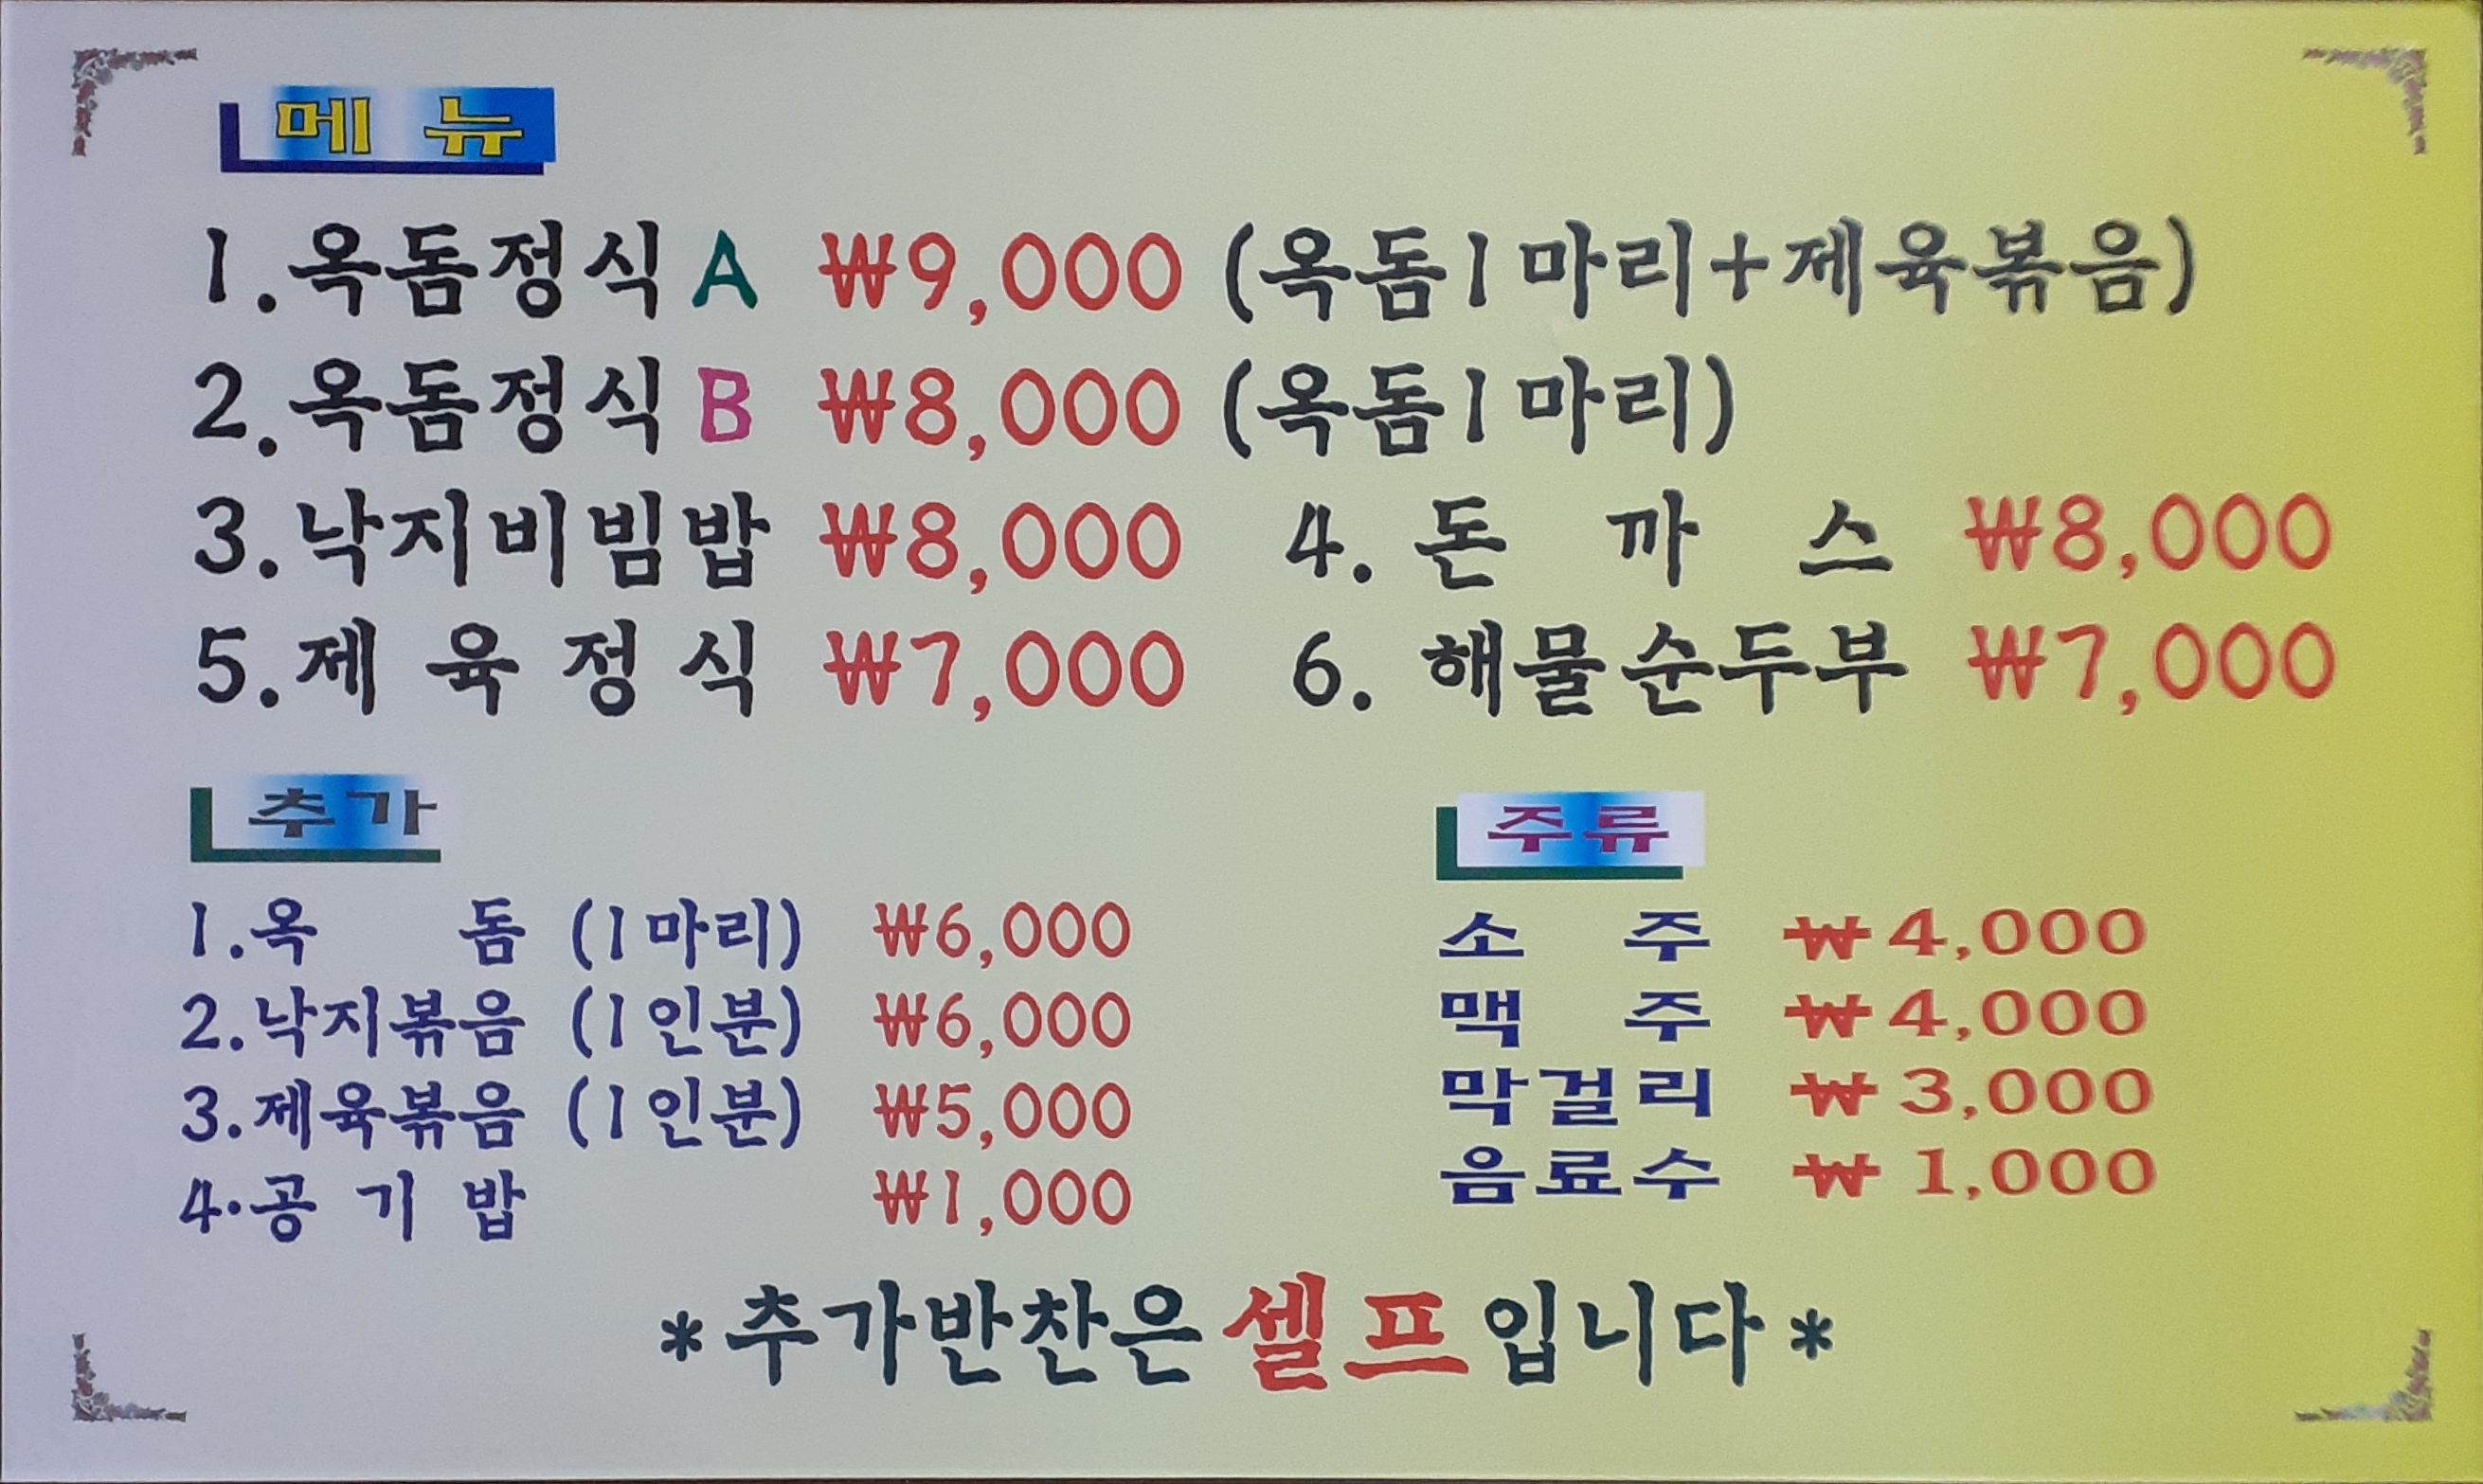 메뉴
1.옥돔정식A ₩9,000 (옥돔1마리+제육볶음)
2.옥돔정식B ₩8,000 (옥돔1마리)
3.낙지비빔밥 ₩8,000 4. 돈 까 스 ₩8,000
5.제 육 정 식 ₩7,000 6. 해물순두부 ₩7,000
추가
1.옥 돔 (1마리) ₩6,000
2.낙지볶음 (1인분) ₩6,000
3.제육볶음 (1인분) ₩5,000
4.공 기 밥 ₩1,000
주류
소 주 ₩4,000
맥 주 ₩4,000
막걸리 ₩3,000
음료수 ₩1,000
*추가반찬은 셀프입니다*